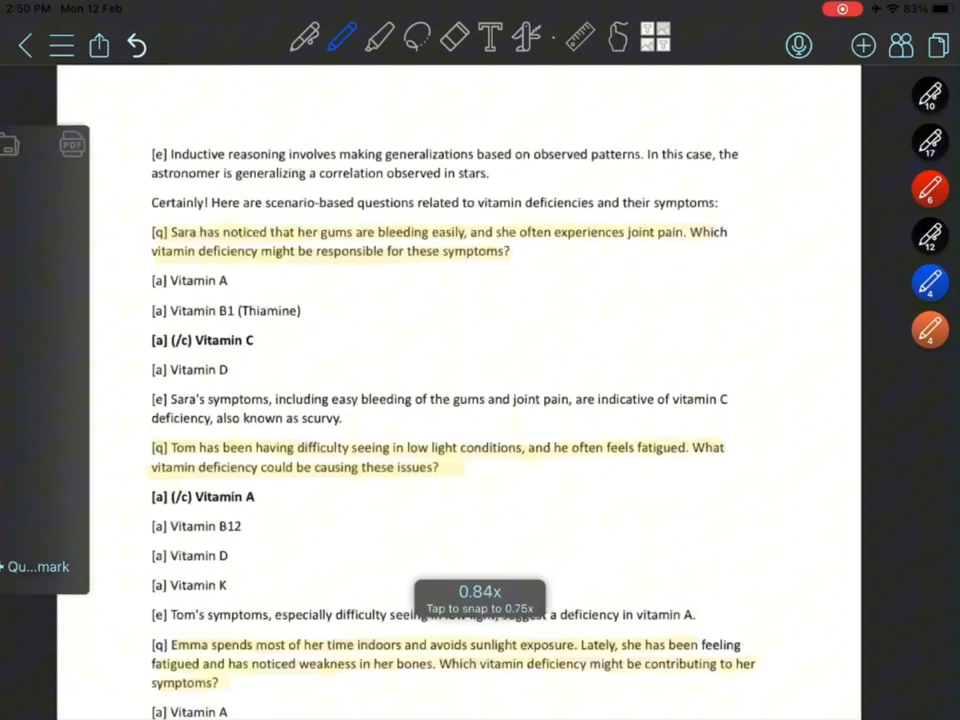 2:50 PM Mon 12 Feb
83%
PDF
[e] Inductive reasoning involves making generalizations based on observed patterns. In this case, the
astronomer is generalizing a correlation observed in stars.
Certainly! Here are scenario-based questions related to vitamin deficiencies and their symptoms:
[q] Sara has noticed that her gums are bleeding easily, and she often experiences joint pain. Which
vitamin deficiency might be responsible for these symptoms?
[a] Vitamin A
[a] Vitamin B1 (Thiamine)
[a] (/c) Vitamin C
[a] Vitamin D
[e] Sara's symptoms, including easy bleeding of the gums and joint pain, are indicative of vitamin C
deficiency, also known as scurvy.
[q] Tom has been having difficulty seeing in low light conditions, and he often feels fatigued. What
vitamin deficiency could be causing these issues?
[a] (/c) Vitamin A
[a] Vitamin B12
[a] Vitamin D
[a] Vitamin K
[e] Tom's symptoms, especially difficulty seeing a deficiency in vitamin A.
[q] Emma spends most of her time indoors and avoids sunlight exposure. Lately, she has been feeling
fatigued and has noticed weakness in her bones. Which vitamin deficiency might be contributing to her
symptoms?
[a] Vitamin A
Qu...mark
0.84x
Tap to snap to 0.75x
10
17
6
12
4
4